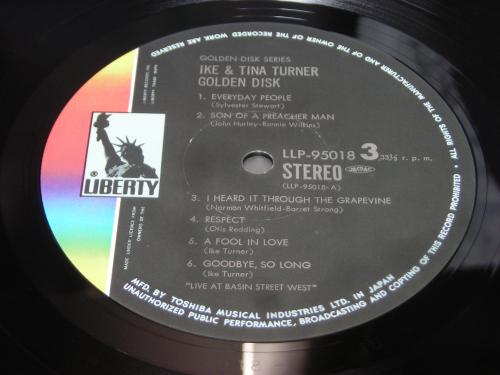 GOLDEN DISK SERIES
IKE & TINA TURNER
GOLDEN DISK
1. EVERYDAY PEOPLE
(Sylvester Stewart)
2. SON OF A PREACHER MAN
(John Hurley-Ronnie Wilkins)
LLP-95018 3 33⅓ r. p. m.
STEREO
(LLP-95018-A)
LIBERTY
3. I HEARD IT THROUGH THE GRAPEVINE
(Norman Whitfield-Barret Strong)
4. RESPECT
(Otis Redding)
5. A FOOL IN LOVE
(Ike Turner)
6. GOODBYE, SO LONG
(Ike Turner)
"LIVE AT BASIN STREET WEST"
MFD. BY TOSHIBA MUSICAL INDUSTRIES LTD. IN JAPAN
ALL RIGHTS OF THE MANUFACTURER AND OF THE OWNER OF THE RECORDED WORK ARE RESERVED
UNAUTHORIZED PUBLIC PERFORMANCE, BROADCASTING AND COPYING OF THIS RECORD PROHIBITED